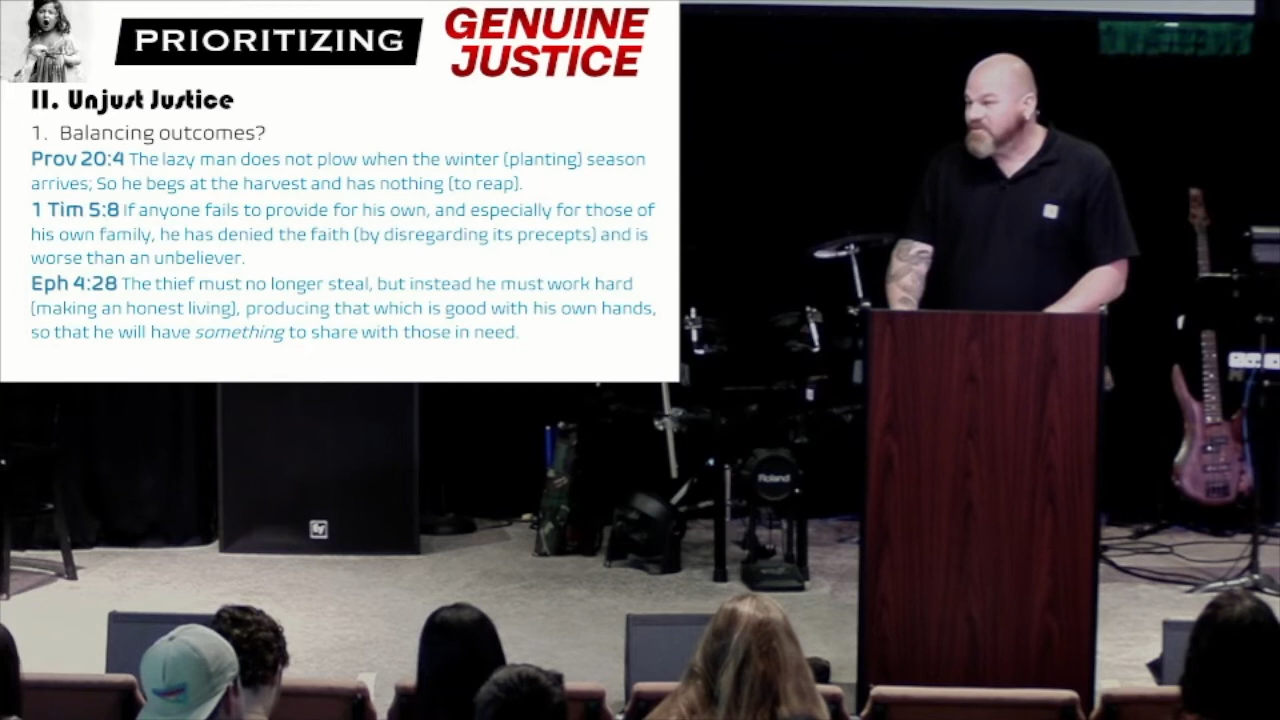 PRIORITIZING
GENUINE
JUSTICE
II. Unjust Justice
1. Balancing outcomes?
Prov 20:4 The lazy man does not plow when the winter (planting) season
arrives; So he begs at the harvest and has nothing (to reap).
1 Tim 5:8 If anyone fails to provide for his own, and especially for those of
his own family, he has denied the faith (by disregarding its precepts) and is
worse than an unbeliever.
Eph 4:28 The thief must no longer steal, but instead he must work hard
(making an honest living), producing that which is good with his own hands,
so that he will have something to share with those in need.
Roland